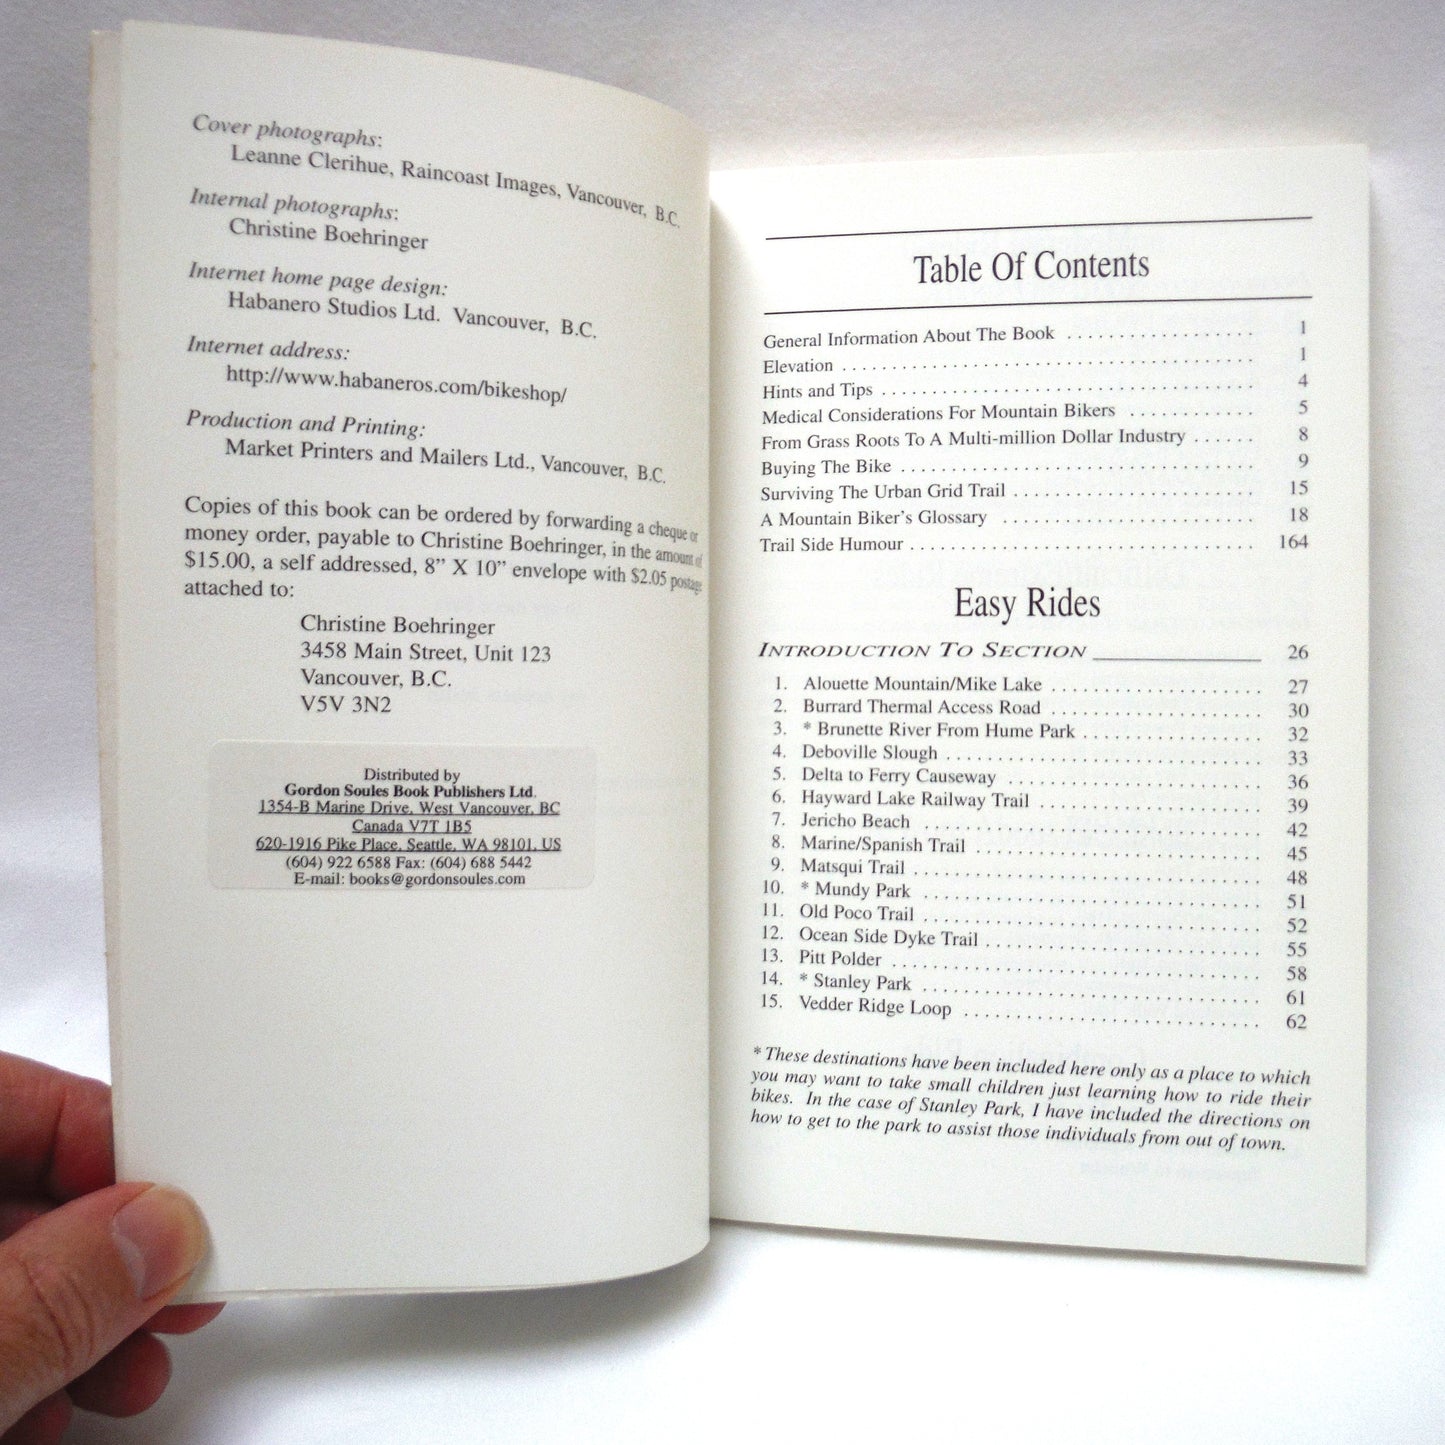 Cover photographs:
Leanne Clerihue, Raincoast Images, Vancouver, B.C.
Internal photographs:
Christine Boehringer
Internet home page design:
Habanero Studios Ltd. Vancouver, B.C.
Internet address:
http://www.habaneros.com/bikeshop/
Production and Printing:
Market Printers and Mailers Ltd., Vancouver, B.C.
Copies of this book can be ordered by forwarding a cheque or
money order, payable to Christine Boehringer, in the amount of
$15.00, a self addressed, 8” X 10” envelope with $2.05 postage
attached to:
Christine Boehringer
3458 Main Street, Unit 123
Vancouver, B.C.
V5V 3N2
Distributed by
Gordon Soules Book Publishers Ltd.
1354-B Marine Drive, West Vancouver, BC
Canada V7T 1B5
620-1916 Pike Place, Seattle, WA 98101, US
(604) 922 6588 Fax: (604) 688 5442
E-mail: books@gordonsoules.com
Table Of Contents
General Information About The Book . . . . . . . . . . . . . . . . . . . 1
Elevation . . . . . . . . . . . . . . . . . . . . . . . . . . . . . . . . . . . . . . . . 1
Hints and Tips . . . . . . . . . . . . . . . . . . . . . . . . . . . . . . . . . . . . 4
Medical Considerations For Mountain Bikers . . . . . . . . . . . . 5
From Grass Roots To A Multi-million Dollar Industry . . . . . . 8
Buying The Bike . . . . . . . . . . . . . . . . . . . . . . . . . . . . . . . . . . 9
Surviving The Urban Grid Trail . . . . . . . . . . . . . . . . . . . . . . . 15
A Mountain Biker’s Glossary . . . . . . . . . . . . . . . . . . . . . . . . 18
Trail Side Humour . . . . . . . . . . . . . . . . . . . . . . . . . . . . . . . . . 164
Easy Rides
INTRODUCTION TO SECTION ________________ 26
1. Alouette Mountain/Mike Lake . . . . . . . . . . . . . . . . . . . . . 27
2. Burrard Thermal Access Road . . . . . . . . . . . . . . . . . . . . . 30
3. * Brunette River From Hume Park . . . . . . . . . . . . . . . . . . 32
4. Deboville Slough . . . . . . . . . . . . . . . . . . . . . . . . . . . . . . . 33
5. Delta to Ferry Causeway . . . . . . . . . . . . . . . . . . . . . . . . . 36
6. Hayward Lake Railway Trail . . . . . . . . . . . . . . . . . . . . . . 39
7. Jericho Beach . . . . . . . . . . . . . . . . . . . . . . . . . . . . . . . . . 42
8. Marine/Spanish Trail . . . . . . . . . . . . . . . . . . . . . . . . . . . . 45
9. Matsqui Trail . . . . . . . . . . . . . . . . . . . . . . . . . . . . . . . . . . 48
10. * Mundy Park . . . . . . . . . . . . . . . . . . . . . . . . . . . . . . . . . 51
11. Old Poco Trail . . . . . . . . . . . . . . . . . . . . . . . . . . . . . . . . . 52
12. Ocean Side Dyke Trail . . . . . . . . . . . . . . . . . . . . . . . . . . . 55
13. Pitt Polder . . . . . . . . . . . . . . . . . . . . . . . . . . . . . . . . . . . . 58
14. * Stanley Park . . . . . . . . . . . . . . . . . . . . . . . . . . . . . . . . . 61
15. Vedder Ridge Loop . . . . . . . . . . . . . . . . . . . . . . . . . . . . . 62
* These destinations have been included here only as a place to which
you may want to take small children just learning how to ride their
bikes. In the case of Stanley Park, I have included the directions on
how to get to the park to assist those individuals from out of town.